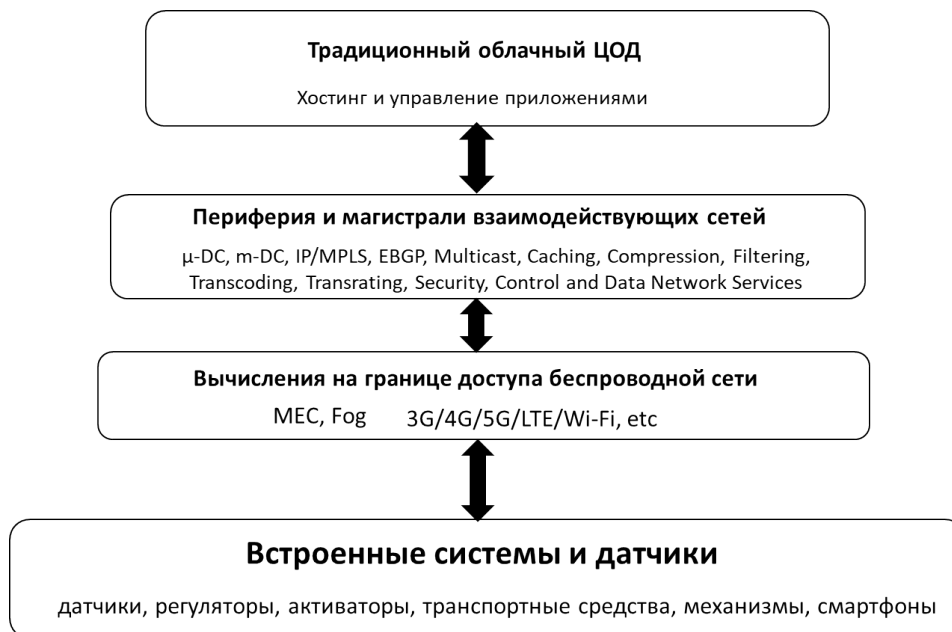 Традиционный облачный ЦОД
Хостинг и управление приложениями
Периферия и магистрали взаимодействующих сетей
μ-DC, m-DC, IP/MPLS, EBGP, Multicast, Caching, Compression, Filtering,
Transcoding, Transrating, Security, Control and Data Network Services
Вычисления на границе доступа беспроводной сети
MEC, Fog 3G/4G/5G/LTE/Wi-Fi, etc
Встроенные системы и датчики
датчики, регуляторы, активаторы, транспортные средства, механизмы, смартфоны